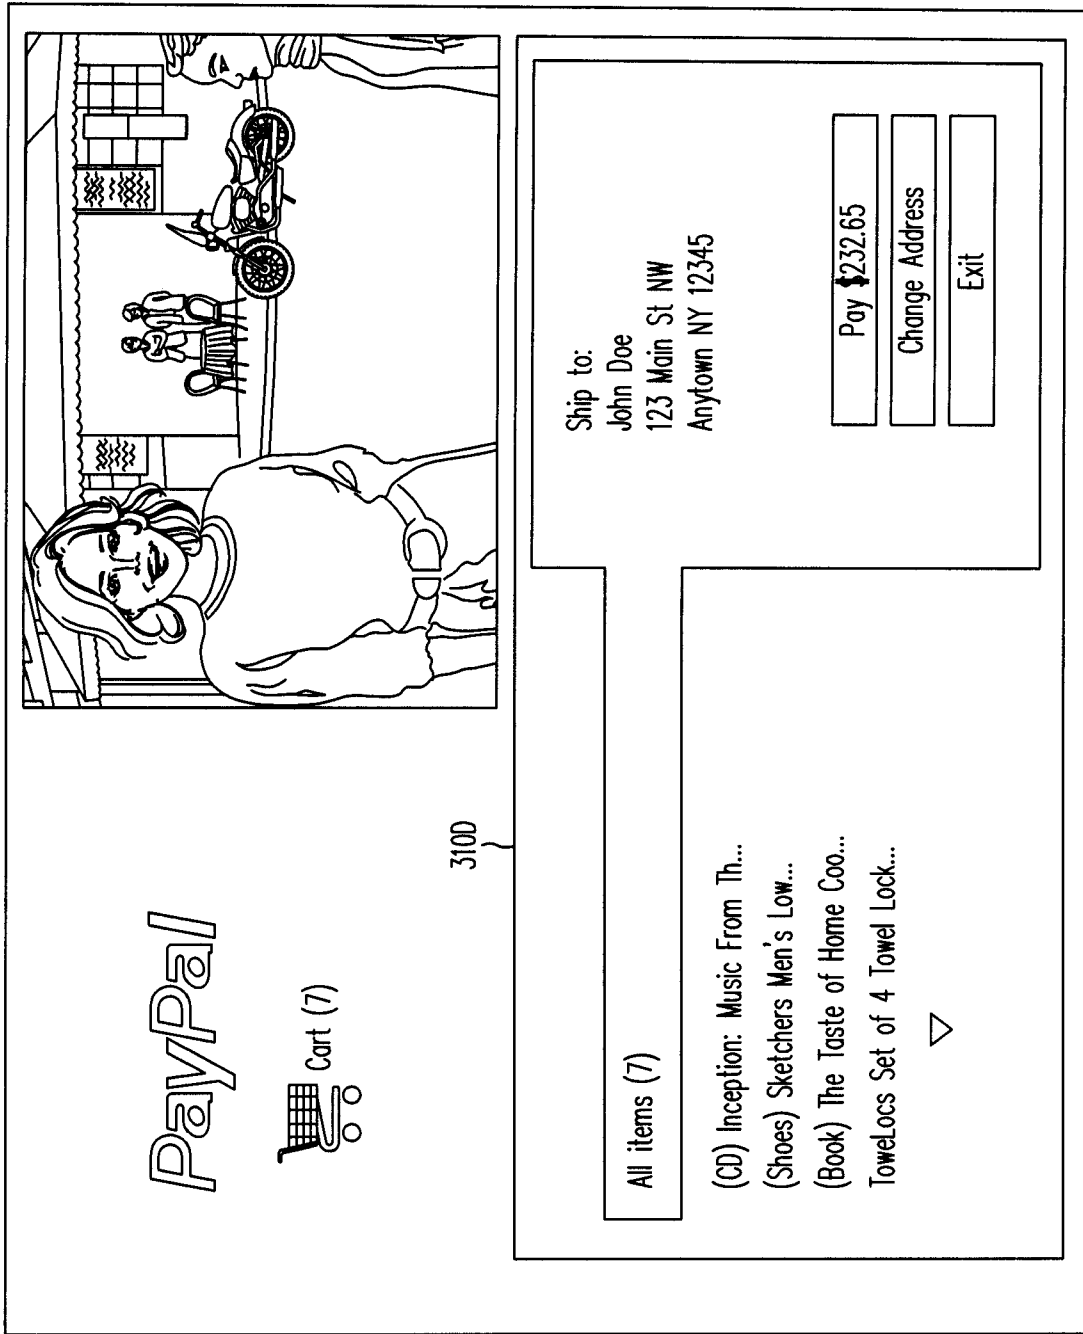 PayPal
Cart (7)
310D
All items (7)
(CD) Inception: Music From Th...
(Shoes) Sketchers Men's Low...
(Book) The Taste of Home Coo...
ToweLocs Set of 4 Towel Lock...
Ship to:
John Doe
123 Main St NW
Anytown NY 12345
Pay $232.65
Change Address
Exit